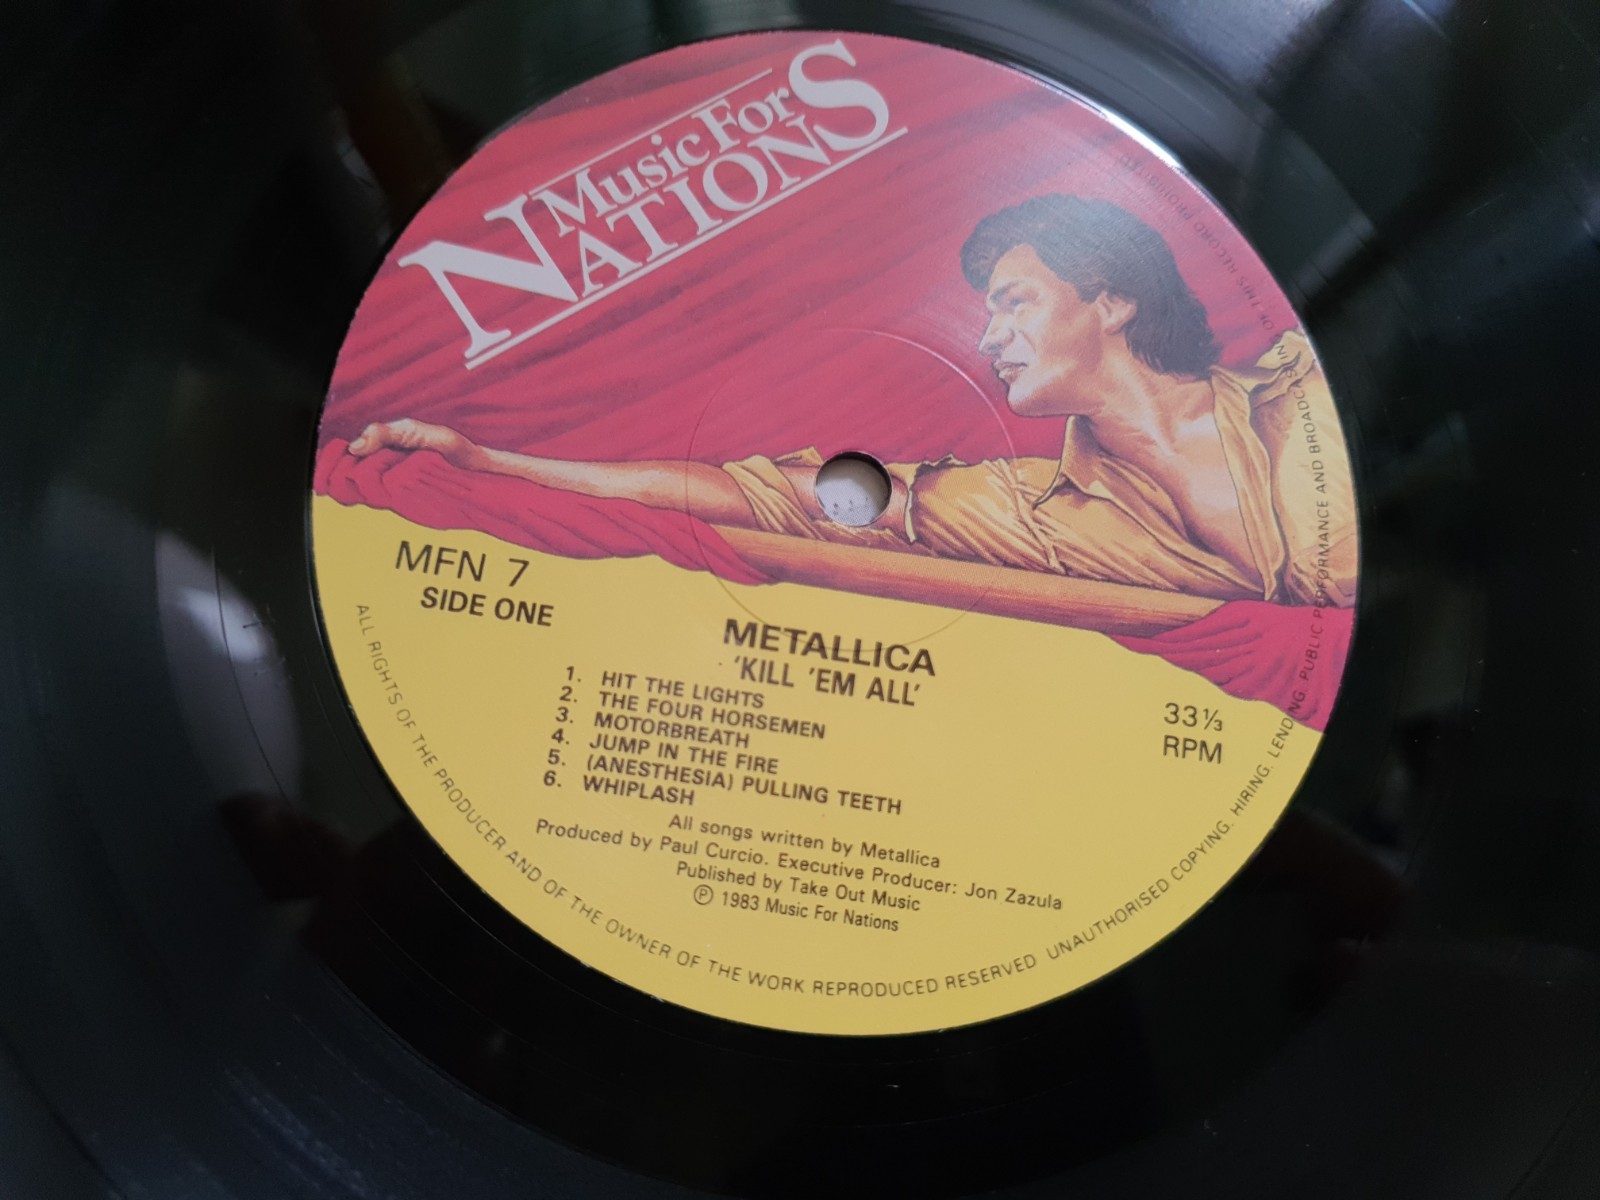 Music For
NATIONS
MFN 7
SIDE ONE
METALLICA
'KILL 'EM ALL'
33⅓
RPM
1. HIT THE LIGHTS
2. THE FOUR HORSEMEN
3. MOTORBREATH
4. JUMP IN THE FIRE
5. (ANESTHESIA) PULLING TEETH
6. WHIPLASH
All songs written by Metallica
Produced by Paul Curcio. Executive Producer: Jon Zazula
Published by Take Out Music
Ⓟ 1983 Music For Nations
ALL RIGHTS OF THE PRODUCER AND OF THE OWNER OF THE WORK REPRODUCED RESERVED UNAUTHORISED COPYING. HIRING. LENDING. PUBLIC PERFORMANCE AND BROADCASTING OF THIS RECORD PROHIBITED